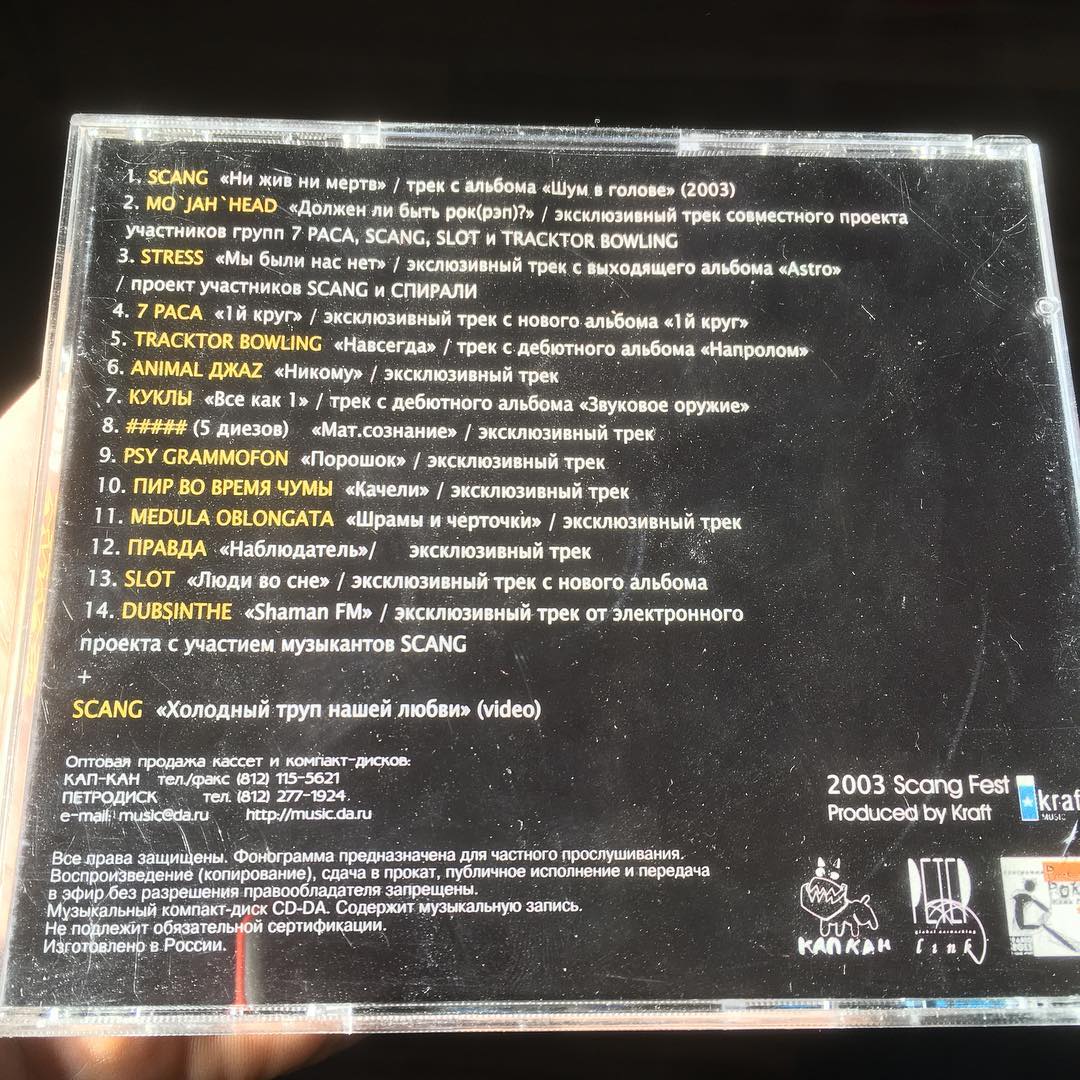 1. SCANG «Ни жив ни мертв» / трек с альбома «Шум в голове» (2003)
2. MO`JAH`HEAD «Должен ли быть рок(рэп)?» / эксклюзивный трек совместного проекта
участников групп 7 РАСА, SCANG, SLOT и TRACKTOR BOWLING
3. STRESS «Мы были нас нет» / экслюзивный трек с выходящего альбома «Astro»
/ проект участников SCANG и СПИРАЛИ
4. 7 РАСА «1й круг» / эксклюзивный трек с нового альбома «1й круг»
5. TRACKTOR BOWLING «Навсегда» / трек с дебютного альбома «Напролом»
6. ANIMAL ДЖАZ «Никому» / эксклюзивный трек
7. КУКЛЫ «Все как 1» / трек с дебютного альбома «Звуковое оружие»
8. ##### (5 диезов) «Мат.сознание» / эксклюзивный трек
9. PSY GRAMMOFON «Порошок» / эксклюзивный трек
10. ПИР ВО ВРЕМЯ ЧУМЫ «Качели» / эксклюзивный трек
11. MEDULA OBLONGATA «Шрамы и черточки» / эксклюзивный трек
12. ПРАВДА «Наблюдатель»/ эксклюзивный трек
13. SLOT «Люди во сне» / эксклюзивный трек с нового альбома
14. DUBSINTHE «Shaman FM» / эксклюзивный трек от электронного
проекта с участием музыкантов SCANG
+
SCANG «Холодный труп нашей любви» (video)
Оптовая продажа кассет и компакт-дисков:
КАП-КАН тел./факс (812) 115-5621
ПЕТРОДИСК тел. (812) 277-1924.
e-mail: music@da.ru http://music.da.ru
2003 Scang Fest
Produced by Kraft
kraf
MUSIC
Все права защищены. Фонограмма предназначена для частного прослушивания.
Воспроизведение (копирование), сдача в прокат, публичное исполнение и передача
в эфир без разрешения правообладателя запрещены.
Музыкальный компакт-диск CD-DA. Содержит музыкальную запись.
Не подлежит обязательной сертификации.
Изготовлено в России.
КАПКАН
PETER
global networking
link